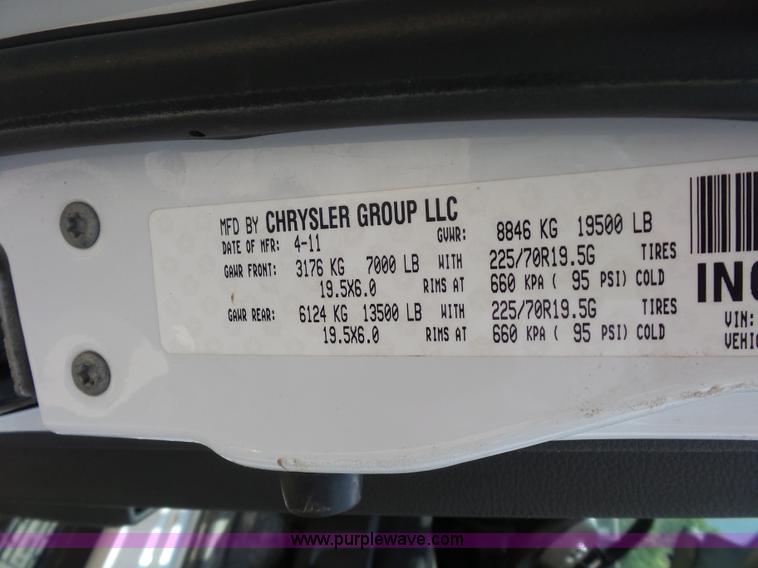 MFD BY CHRYSLER GROUP LLC
DATE OF MFR: 4-11 GVWR: 8846 KG 19500 LB
GAWR FRONT: 3176 KG 7000 LB WITH 225/70R19.5G TIRES
19.5X6.0 RIMS AT 660 KPA ( 95 PSI) COLD
GAWR REAR: 6124 KG 13500 LB WITH 225/70R19.5G TIRES
19.5X6.0 RIMS AT 660 KPA ( 95 PSI) COLD
VIN:
www.purplewave.com